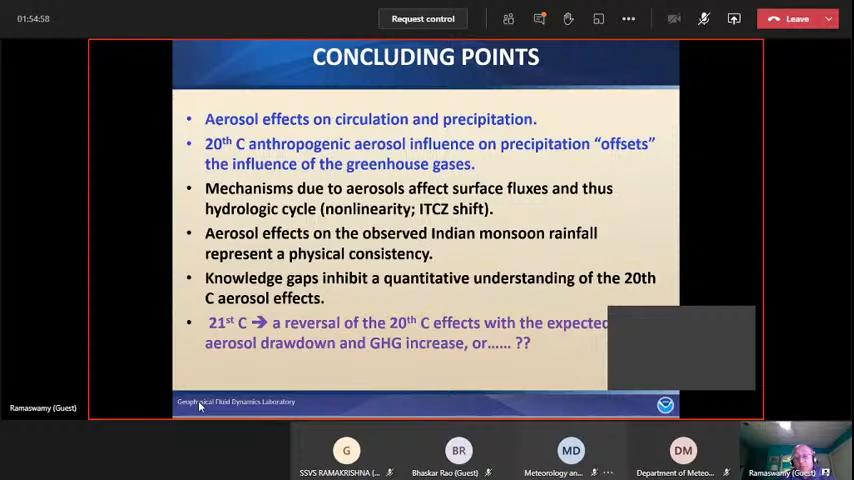 01:54:58
Request control
Leave
CONCLUDING POINTS
• Aerosol effects on circulation and precipitation.
• 20th C anthropogenic aerosol influence on precipitation “offsets”
the influence of the greenhouse gases.
• Mechanisms due to aerosols affect surface fluxes and thus
hydrologic cycle (nonlinearity; ITCZ shift).
• Aerosol effects on the observed Indian monsoon rainfall
represent a physical consistency.
• Knowledge gaps inhibit a quantitative understanding of the 20th
C aerosol effects.
• 21st C ➔ a reversal of the 20th C effects with the expected
aerosol drawdown and GHG increase, or...... ??
Geophysical Fluid Dynamics Laboratory
Ramaswamy (Guest)
G
BR
MD
DM
SSVS RAMAKRISHNA (...
Bhaskar Rao (Guest)
Meteorology an...
Department of Meteo...
Ramaswamy (Guest)